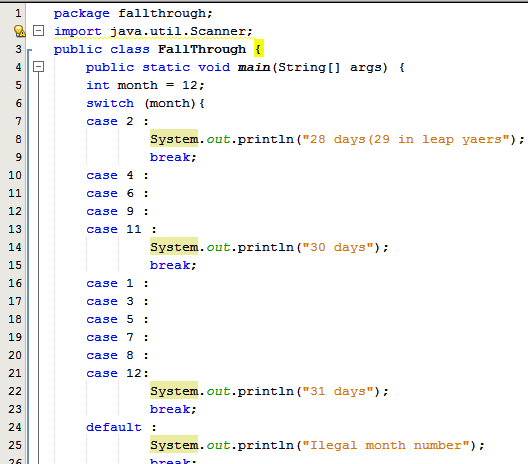 1 package fallthrough;
import java.util.Scanner;
3 public class FallThrough {
4 public static void main(String[] args) {
5 int month = 12;
6 switch (month){
7 case 2 :
8 System.out.println("28 days(29 in leap yaers");
9 break;
10 case 4 :
11 case 6 :
12 case 9 :
13 case 11 :
14 System.out.println("30 days");
15 break;
16 case 1 :
17 case 3 :
18 case 5 :
19 case 7 :
20 case 8 :
21 case 12:
22 System.out.println("31 days");
23 break;
24 default :
25 System.out.println("Ilegal month number");
26 break;